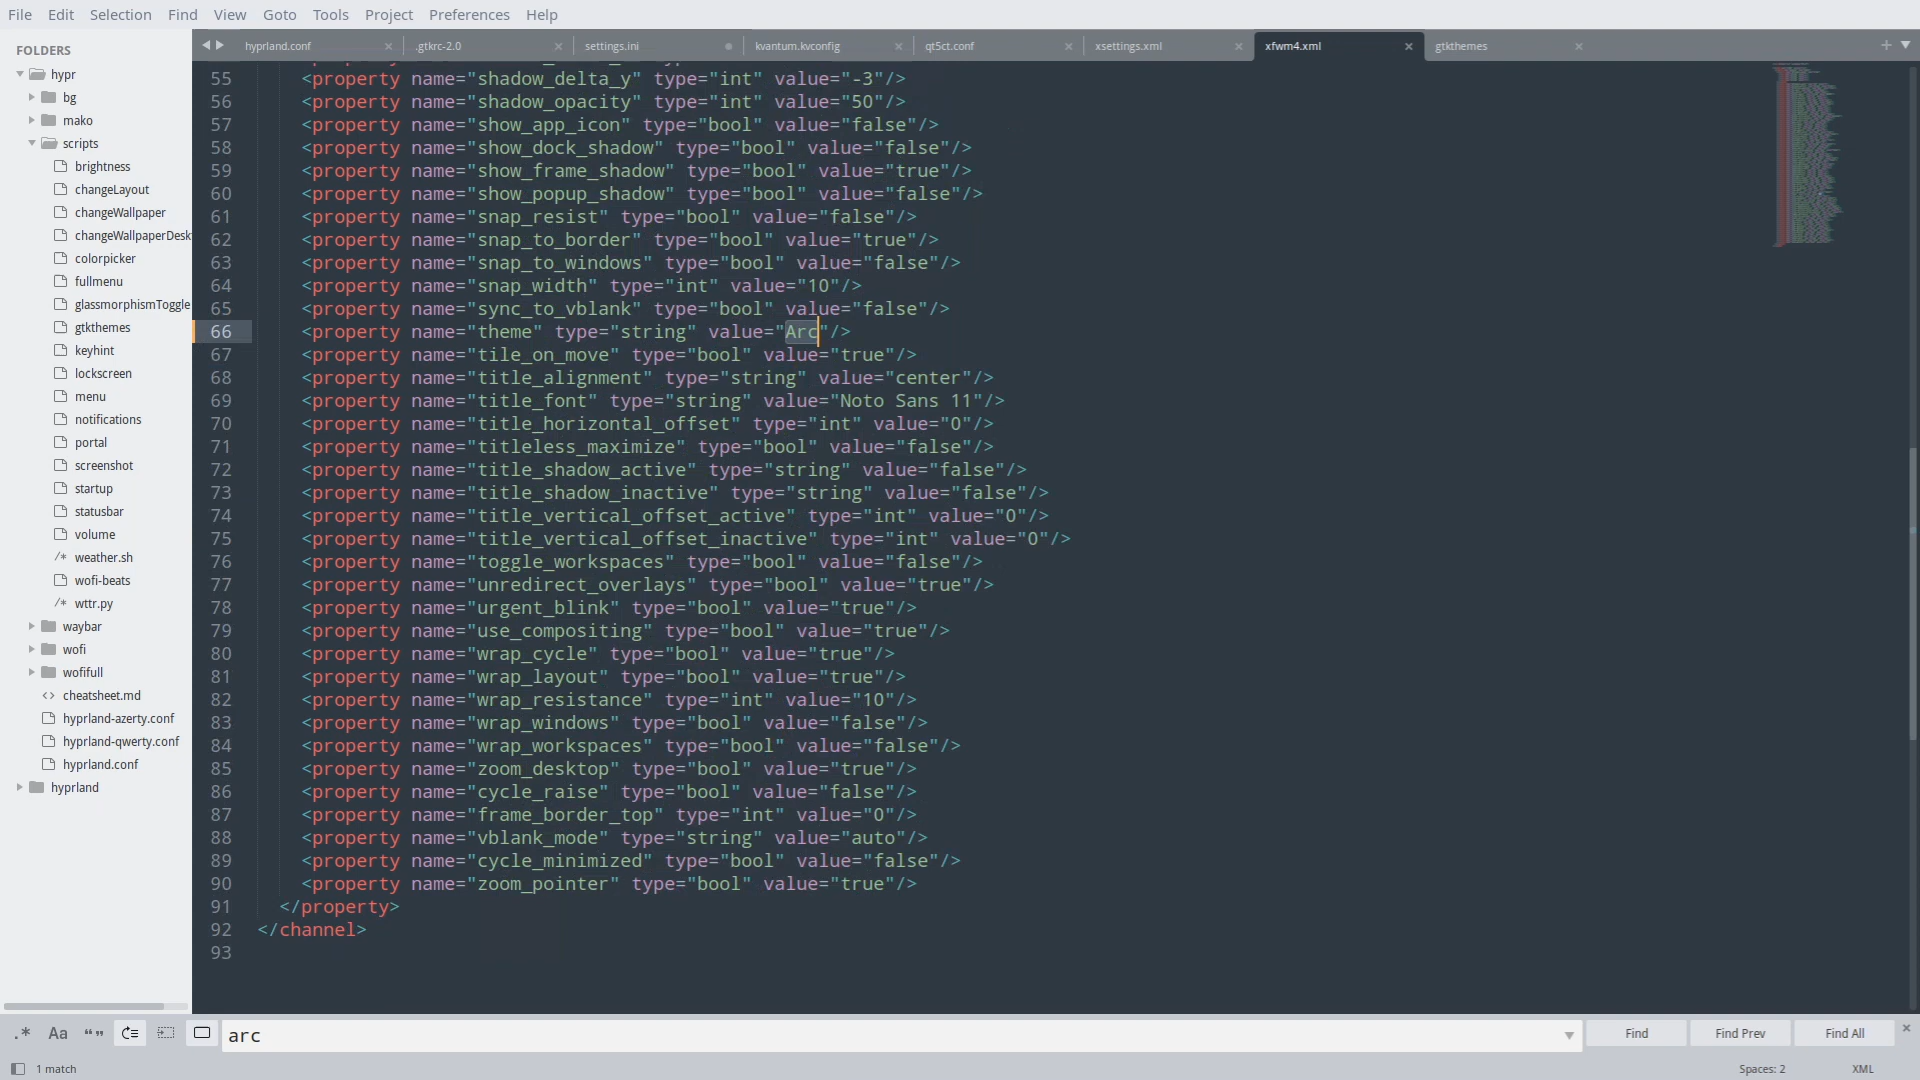 File Edit Selection Find View Goto Tools Project Preferences Help
FOLDERS
hypr
bg
mako
scripts
brightness
changeLayout
changeWallpaper
changeWallpaperDesk
colorpicker
fullmenu
glassmorphismToggle
gtkthemes
keyhint
lockscreen
menu
notifications
portal
screenshot
startup
statusbar
volume
/* weather.sh
wofi-beats
/* wttr.py
waybar
wofi
wofifull
<> cheatsheet.md
hyprland-azerty.conf
hyprland-qwerty.conf
hyprland.conf
hyprland
hyprland.conf × .gtkrc-2.0 × settings.ini kvantum.kvconfig × qt5ct.conf × xsettings.xml × xfwm4.xml × gtkthemes × +
55 <property name="shadow_delta_y" type="int" value="-3"/>
56 <property name="shadow_opacity" type="int" value="50"/>
57 <property name="show_app_icon" type="bool" value="false"/>
58 <property name="show_dock_shadow" type="bool" value="false"/>
59 <property name="show_frame_shadow" type="bool" value="true"/>
60 <property name="show_popup_shadow" type="bool" value="false"/>
61 <property name="snap_resist" type="bool" value="false"/>
62 <property name="snap_to_border" type="bool" value="true"/>
63 <property name="snap_to_windows" type="bool" value="false"/>
64 <property name="snap_width" type="int" value="10"/>
65 <property name="sync_to_vblank" type="bool" value="false"/>
66 <property name="theme" type="string" value="Arc"/>
67 <property name="tile_on_move" type="bool" value="true"/>
68 <property name="title_alignment" type="string" value="center"/>
69 <property name="title_font" type="string" value="Noto Sans 11"/>
70 <property name="title_horizontal_offset" type="int" value="0"/>
71 <property name="titleless_maximize" type="bool" value="false"/>
72 <property name="title_shadow_active" type="string" value="false"/>
73 <property name="title_shadow_inactive" type="string" value="false"/>
74 <property name="title_vertical_offset_active" type="int" value="0"/>
75 <property name="title_vertical_offset_inactive" type="int" value="0"/>
76 <property name="toggle_workspaces" type="bool" value="false"/>
77 <property name="unredirect_overlays" type="bool" value="true"/>
78 <property name="urgent_blink" type="bool" value="true"/>
79 <property name="use_compositing" type="bool" value="true"/>
80 <property name="wrap_cycle" type="bool" value="true"/>
81 <property name="wrap_layout" type="bool" value="true"/>
82 <property name="wrap_resistance" type="int" value="10"/>
83 <property name="wrap_windows" type="bool" value="false"/>
84 <property name="wrap_workspaces" type="bool" value="false"/>
85 <property name="zoom_desktop" type="bool" value="true"/>
86 <property name="cycle_raise" type="bool" value="false"/>
87 <property name="frame_border_top" type="int" value="0"/>
88 <property name="vblank_mode" type="string" value="auto"/>
89 <property name="cycle_minimized" type="bool" value="false"/>
90 <property name="zoom_pointer" type="bool" value="true"/>
91 </property>
92 </channel>
93
.* Aa “” arc Find Find Prev Find All ×
1 match Spaces: 2 XML